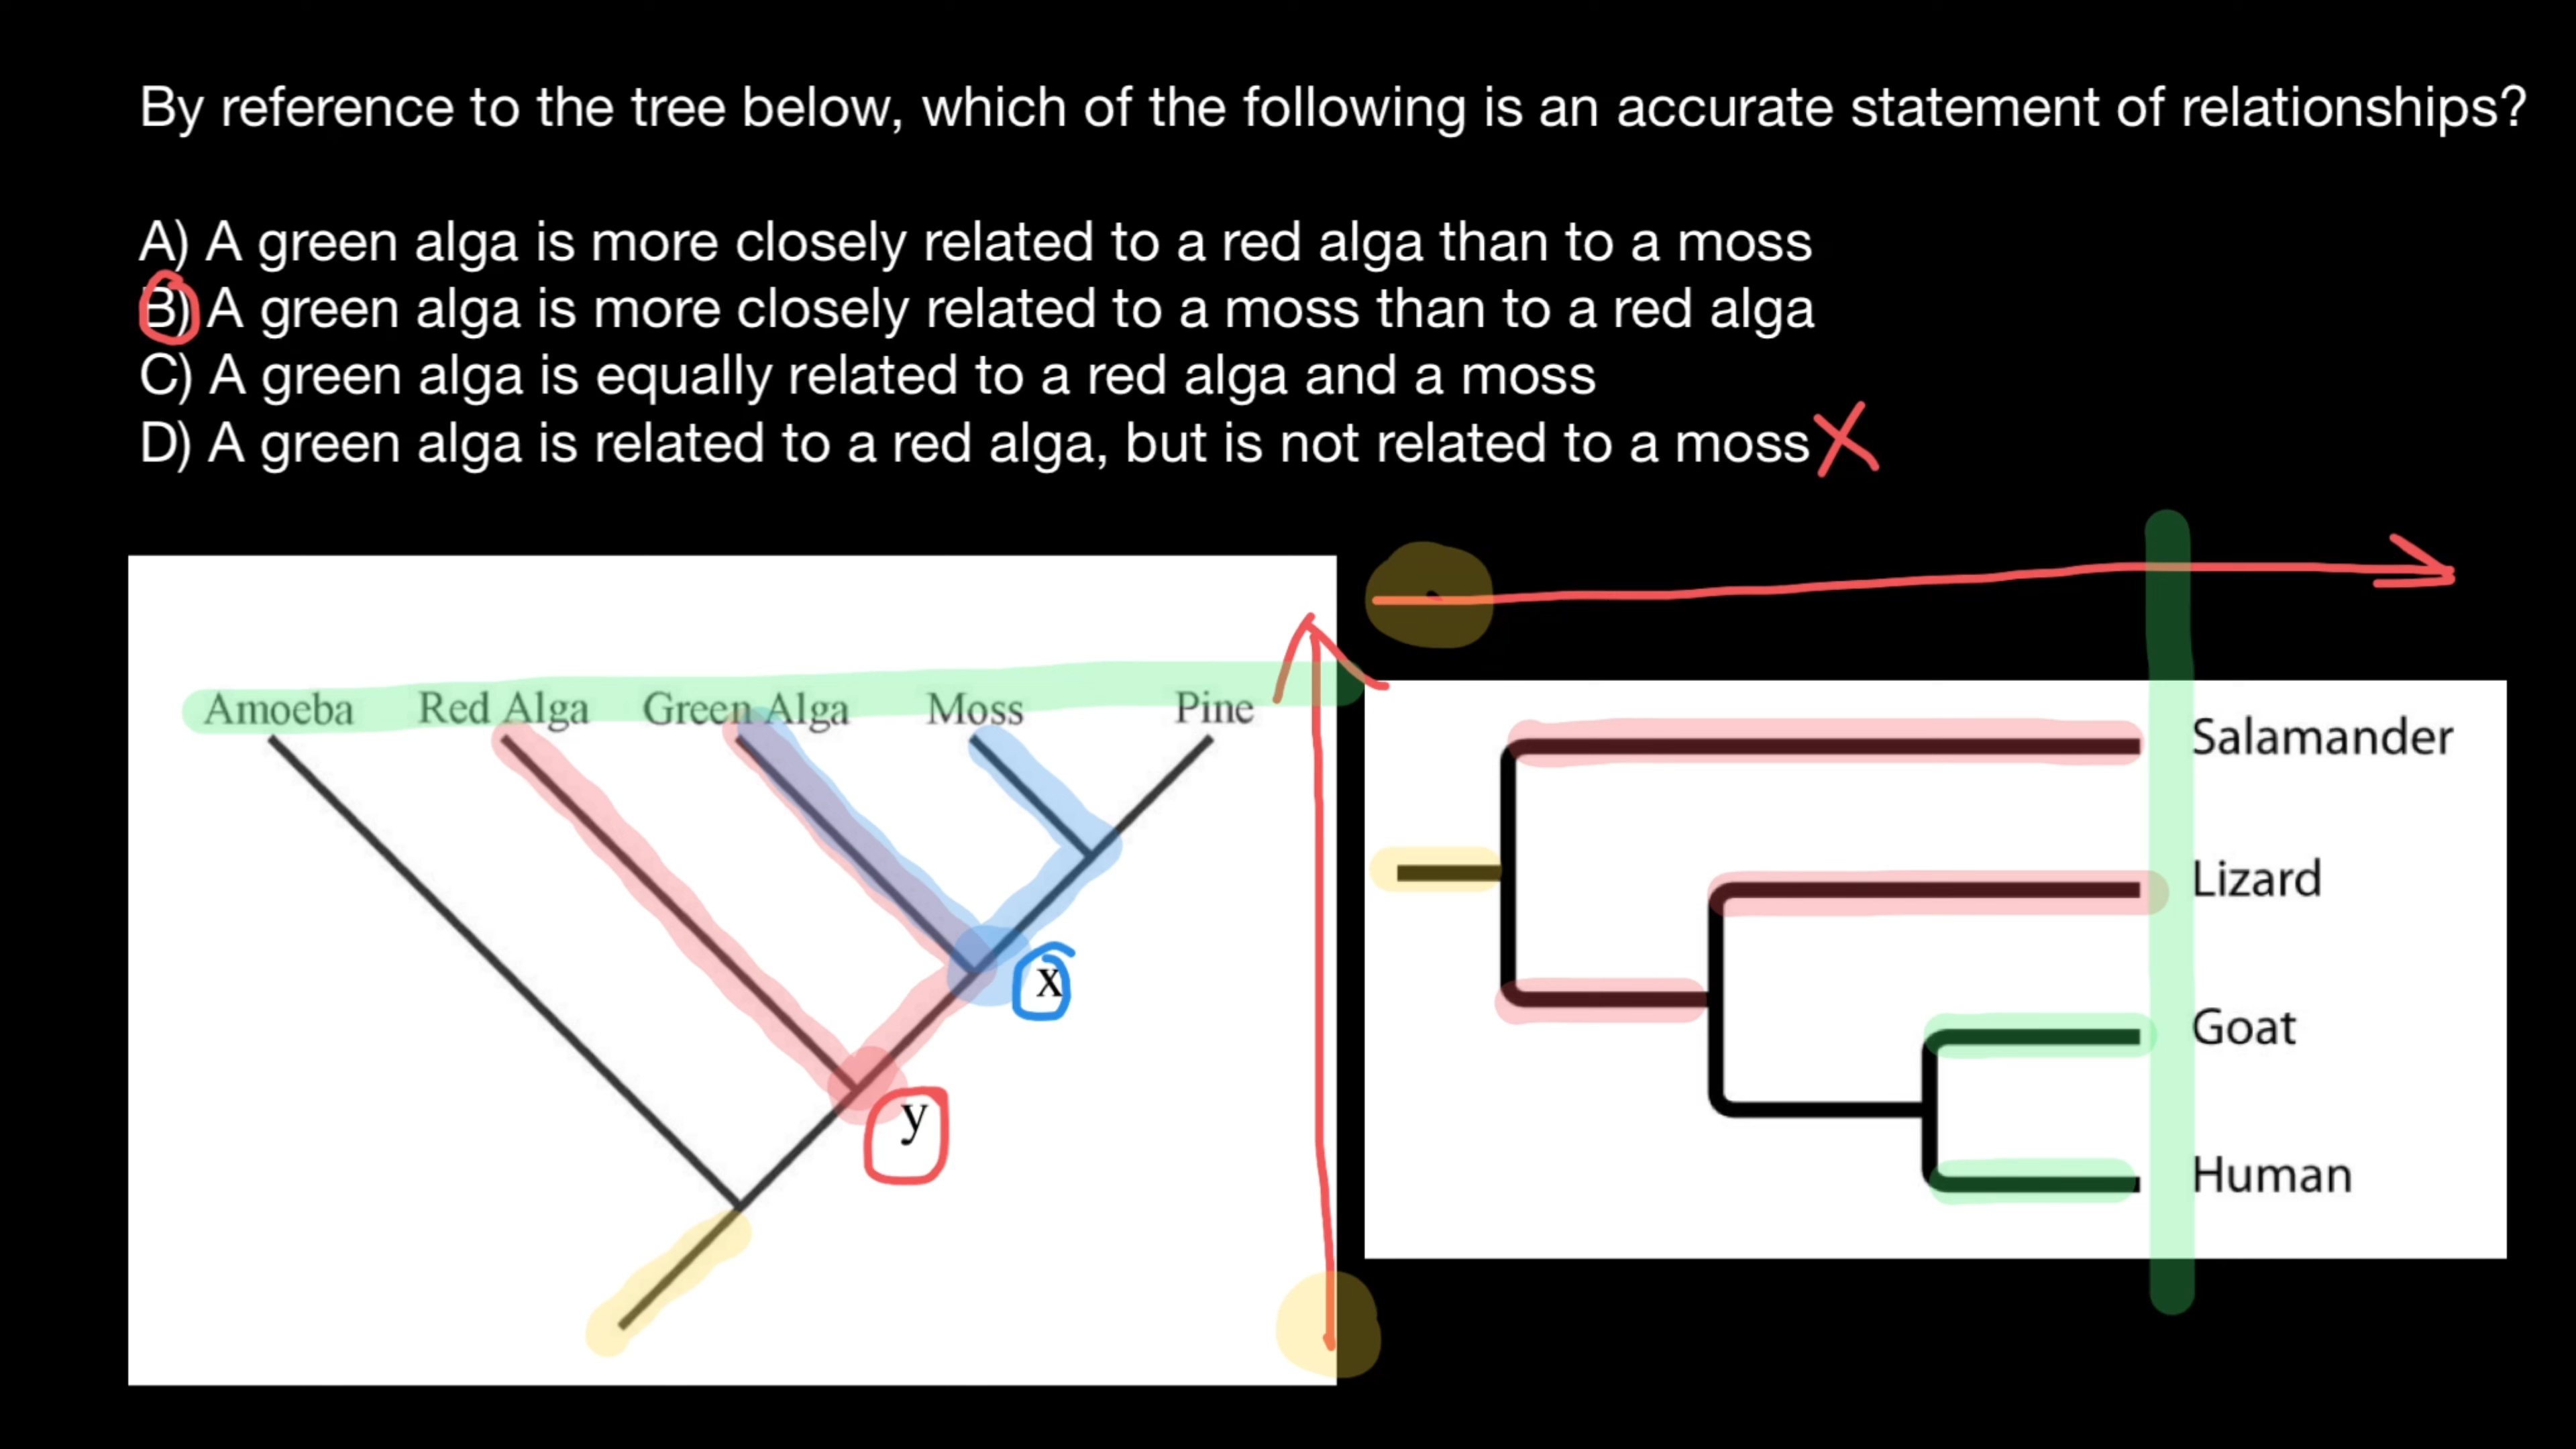 By reference to the tree below, which of the following is an accurate statement of relationships?
A) A green alga is more closely related to a red alga than to a moss
B) A green alga is more closely related to a moss than to a red alga
C) A green alga is equally related to a red alga and a moss
D) A green alga is related to a red alga, but is not related to a moss
Amoeba Red Alga Green Alga Moss Pine
x
y
Salamander
Lizard
Goat
Human